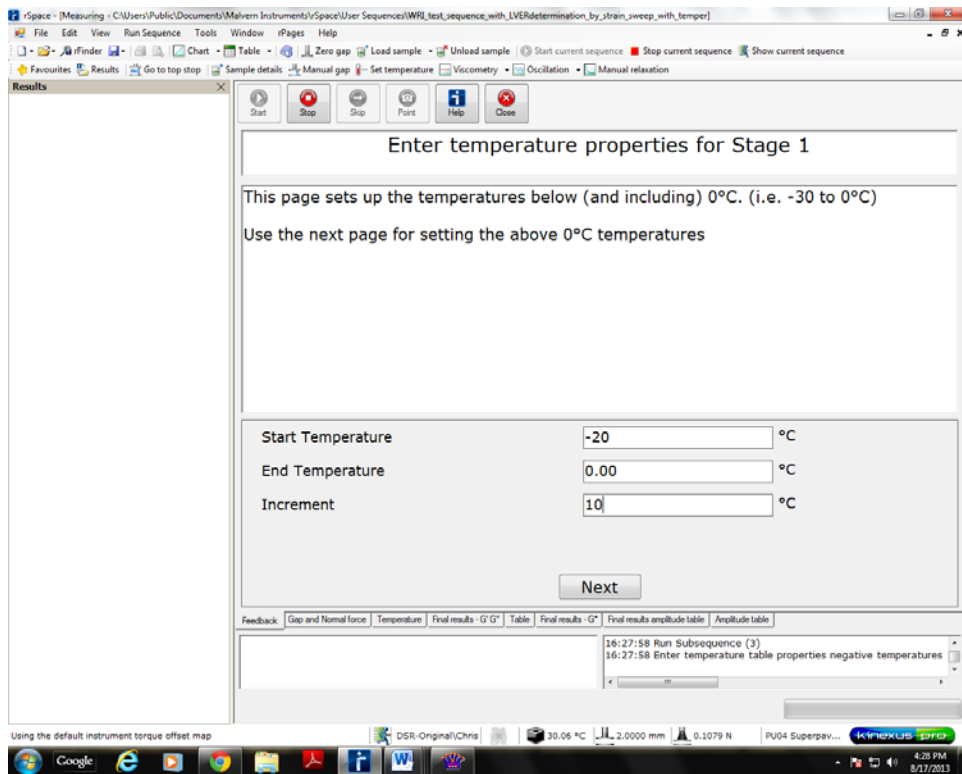 rSpace - [Measuring - C:\Users\Public\Documents\Malvern Instruments\rSpace\User Sequences\WRI_test_sequence_with_LVERdetermination_by_strain_sweep_with_temper]
File Edit View Run Sequence Tools Window rPages Help
rFinder Chart Table Zero gap Load sample Unload sample Start current sequence Stop current sequence Show current sequence
Favourites Results Go to top stop Sample details Manual gap Set temperature Viscometry Oscillation Manual relaxation
Results
Start Stop Skip Point Help Close
Enter temperature properties for Stage 1
This page sets up the temperatures below (and including) 0°C. (i.e. -30 to 0°C)
Use the next page for setting the above 0°C temperatures
Start Temperature -20 °C
End Temperature 0.00 °C
Increment 10 °C
Next
Feedback Gap and Normal force Temperature Final results - G' G" Table Final results - G* Final results amplitude table Amplitude table
16:27:58 Run Subsequence (3)
16:27:58 Enter temperature table properties negative temperatures
Using the default instrument torque offset map DSR-Original\Chris 30.06 °C 2.0000 mm 0.1079 N PU04 Superpav... kinexus pro
Google
4:28 PM
8/17/2013